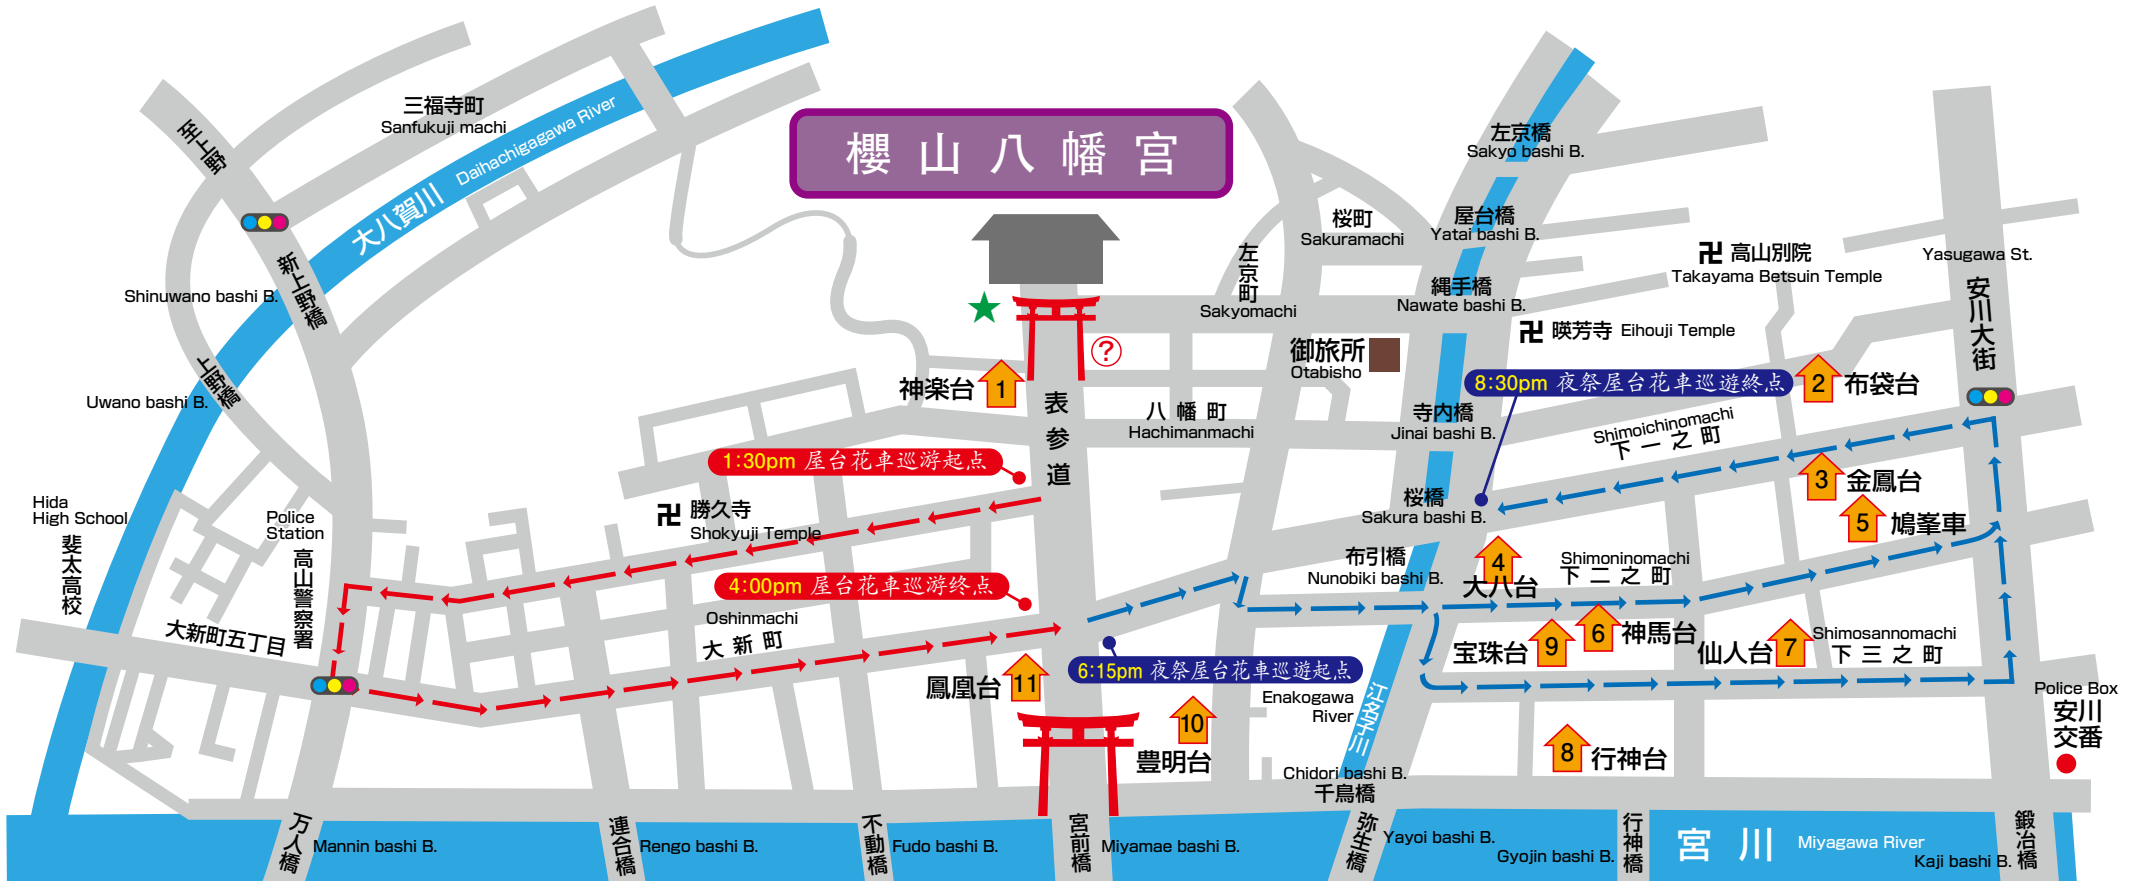 櫻山八幡宮
三福寺町
Sanfukuji machi
大八賀川
Daihachigagawa River
至上野
新上野橋
Shinuwano bashi B.
上野橋
Uwano bashi B.
Hida
High School
斐太高校
Police
Station
高山警察署
大新町五丁目
卍 勝久寺
Shokyuji Temple
1:30pm 屋台花車巡游起点
4:00pm 屋台花車巡游终点
Oshinmachi
大新町
神楽台
1
?
表参道
八幡町
Hachimanmachi
左京町
Sakyomachi
桜町
Sakuramachi
御旅所
Otabisho
左京橋
Sakyo bashi B.
屋台橋
Yatai bashi B.
縄手橋
Nawate bashi B.
寺内橋
Jinai bashi B.
桜橋
Sakura bashi B.
布引橋
Nunobiki bashi B.
卍 高山別院
Takayama Betsuin Temple
卍 暎芳寺 Eihouji Temple
Yasugawa St.
安川大街
8:30pm 夜祭屋台花車巡遊終点
2
布袋台
Shimoichinomachi
下一之町
3
金鳳台
5
鳩峯車
4
大八台
Shimoninomachi
下二之町
6
神馬台
宝珠台
9
仙人台
7
Shimosannomachi
下三之町
6:15pm 夜祭屋台花車巡遊起点
鳳凰台
11
10
豊明台
Enakogawa
River
江名子川
8
行神台
Police Box
安川
交番
Chidori bashi B.
千鳥橋
万人橋
Mannin bashi B.
連合橋
Rengo bashi B.
不動橋
Fudo bashi B.
宮前橋
Miyamae bashi B.
弥生橋
Yayoi bashi B.
Gyojin bashi B.
行神橋
宮川
Miyagawa River
Kaji bashi B.
鍛冶橋